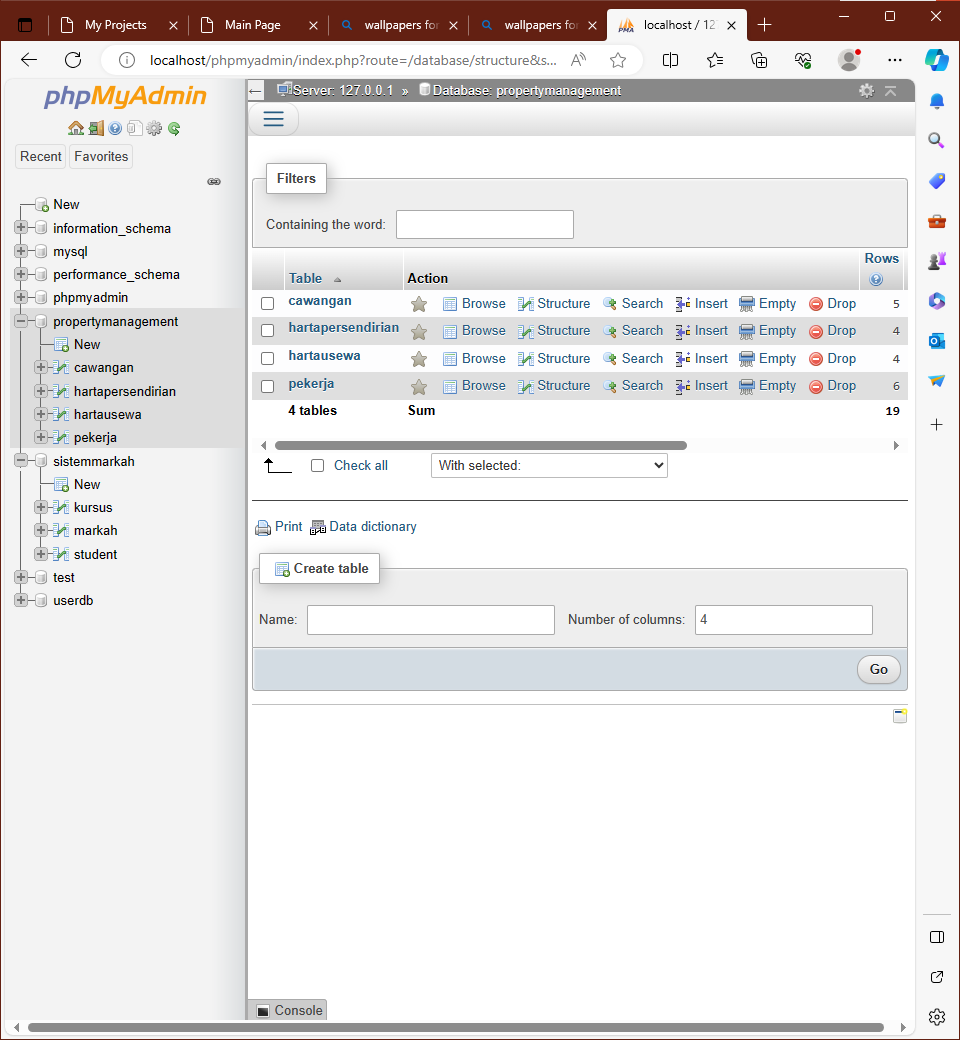 My Projects
Main Page
wallpapers fo
wallpapers fo
localhost / 12
localhost/phpmyadmin/index.php?route=/database/structure&s...
phpMyAdmin
Recent
Favorites
New
information_schema
mysql
performance_schema
phpmyadmin
propertymanagement
New
cawangan
hartapersendirian
hartausewa
pekerja
sistemmarkah
New
kursus
markah
student
test
userdb
Server: 127.0.0.1 » Database: propertymanagement
Filters
Containing the word:
Table Action Rows
cawangan Browse Structure Search Insert Empty Drop 5
hartapersendirian Browse Structure Search Insert Empty Drop 4
hartausewa Browse Structure Search Insert Empty Drop 4
pekerja Browse Structure Search Insert Empty Drop 6
4 tables Sum 19
Check all With selected:
Print Data dictionary
Create table
Name: Number of columns: 4
Go
Console